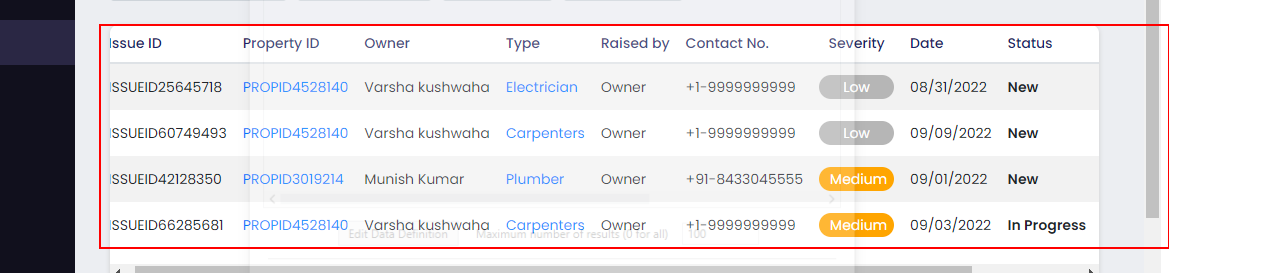 Issue ID Property ID Owner Type Raised by Contact No. Severity Date Status
ISSUEID25645718 PROPID4528140 Varsha kushwaha Electrician Owner +1-9999999999 Low 08/31/2022 New
ISSUEID60749493 PROPID4528140 Varsha kushwaha Carpenters Owner +1-9999999999 Low 09/09/2022 New
ISSUEID42128350 PROPID3019214 Munish Kumar Plumber Owner +91-8433045555 Medium 09/01/2022 New
ISSUEID66285681 PROPID4528140 Varsha kushwaha Carpenters Owner +1-9999999999 Medium 09/03/2022 In Progress
Edit Data Definition Maximum number of results (0 for all) 100